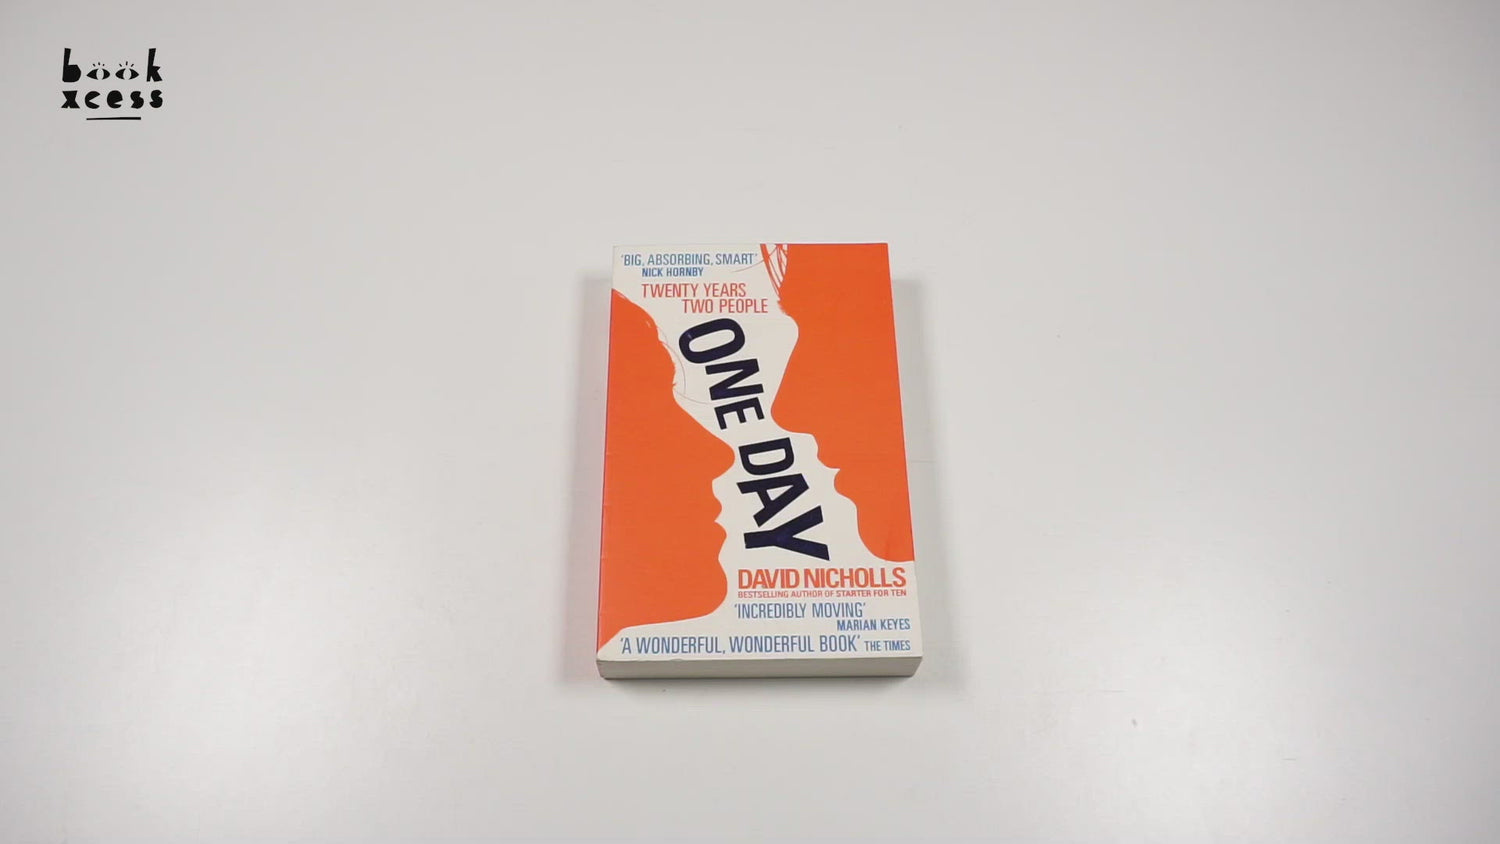 book
xcess
'BIG, ABSORBING, SMART'
NICK HORNBY
TWENTY YEARS
TWO PEOPLE
ONE DAY
DAVID NICHOLLS
BESTSELLING AUTHOR OF STARTER FOR TEN
'INCREDIBLY MOVING'
MARIAN KEYES
'A WONDERFUL, WONDERFUL BOOK' THE TIMES